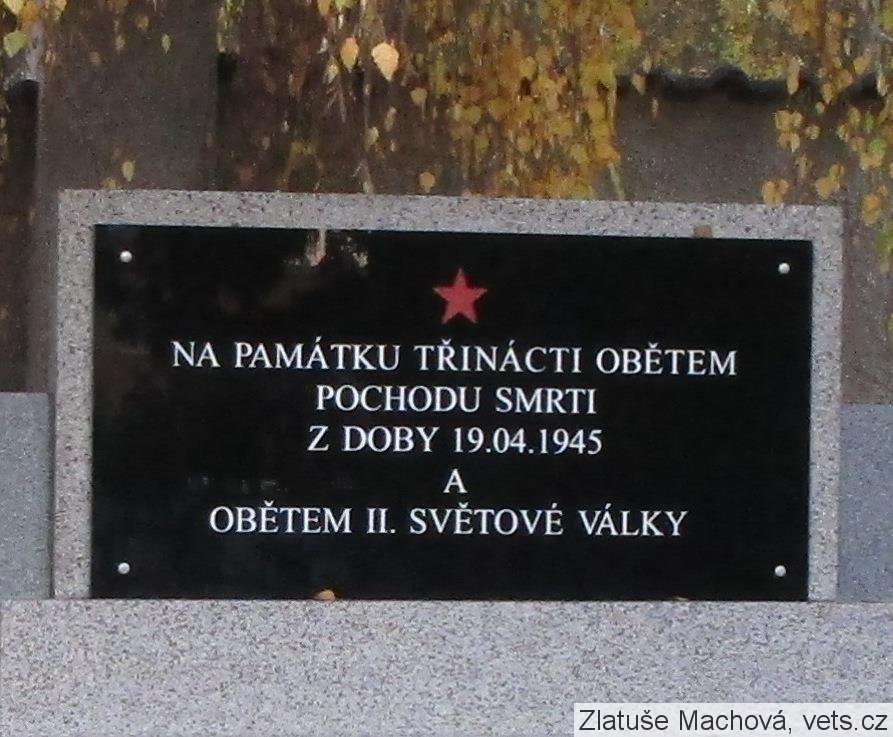 NA PAMÁTKU TŘINÁCTI OBĚTEM
POCHODU SMRTI
Z DOBY 19.04.1945
A
OBĚTEM II. SVĚTOVÉ VÁLKY
Zlatuše Machová, vets.cz